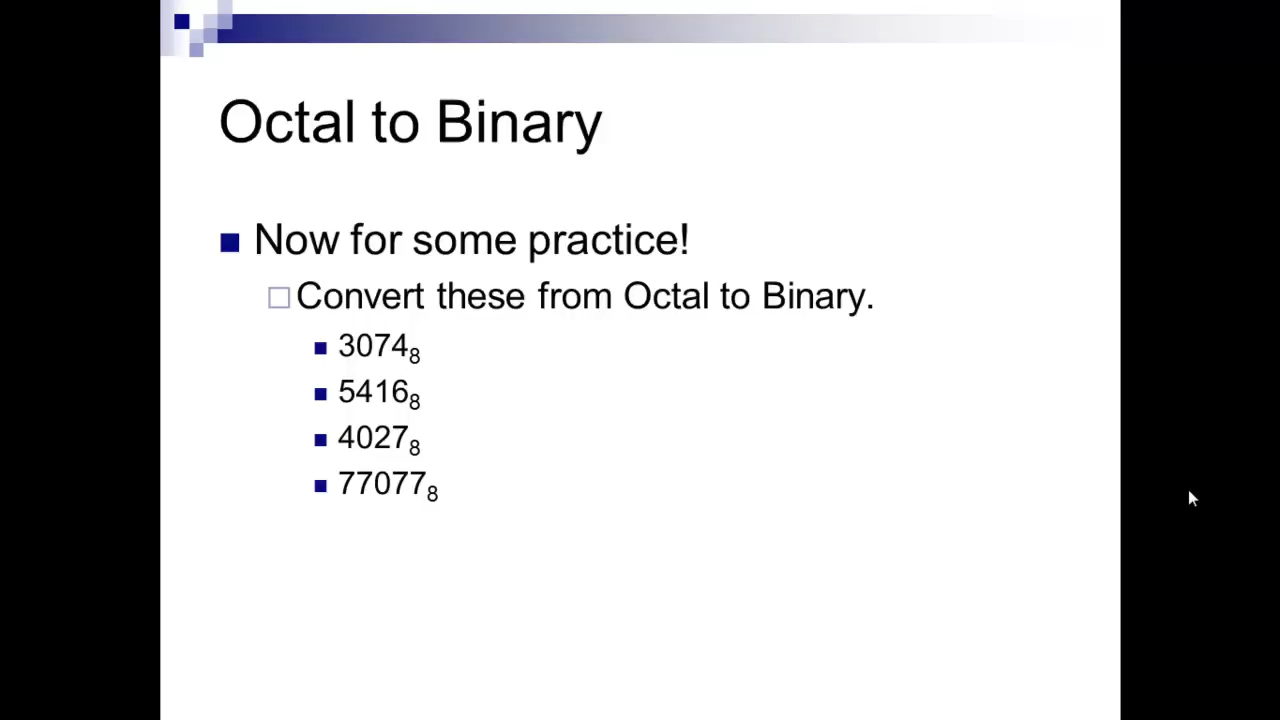 Octal to Binary
Now for some practice!
Convert these from Octal to Binary.
3074₈
5416₈
4027₈
77077₈